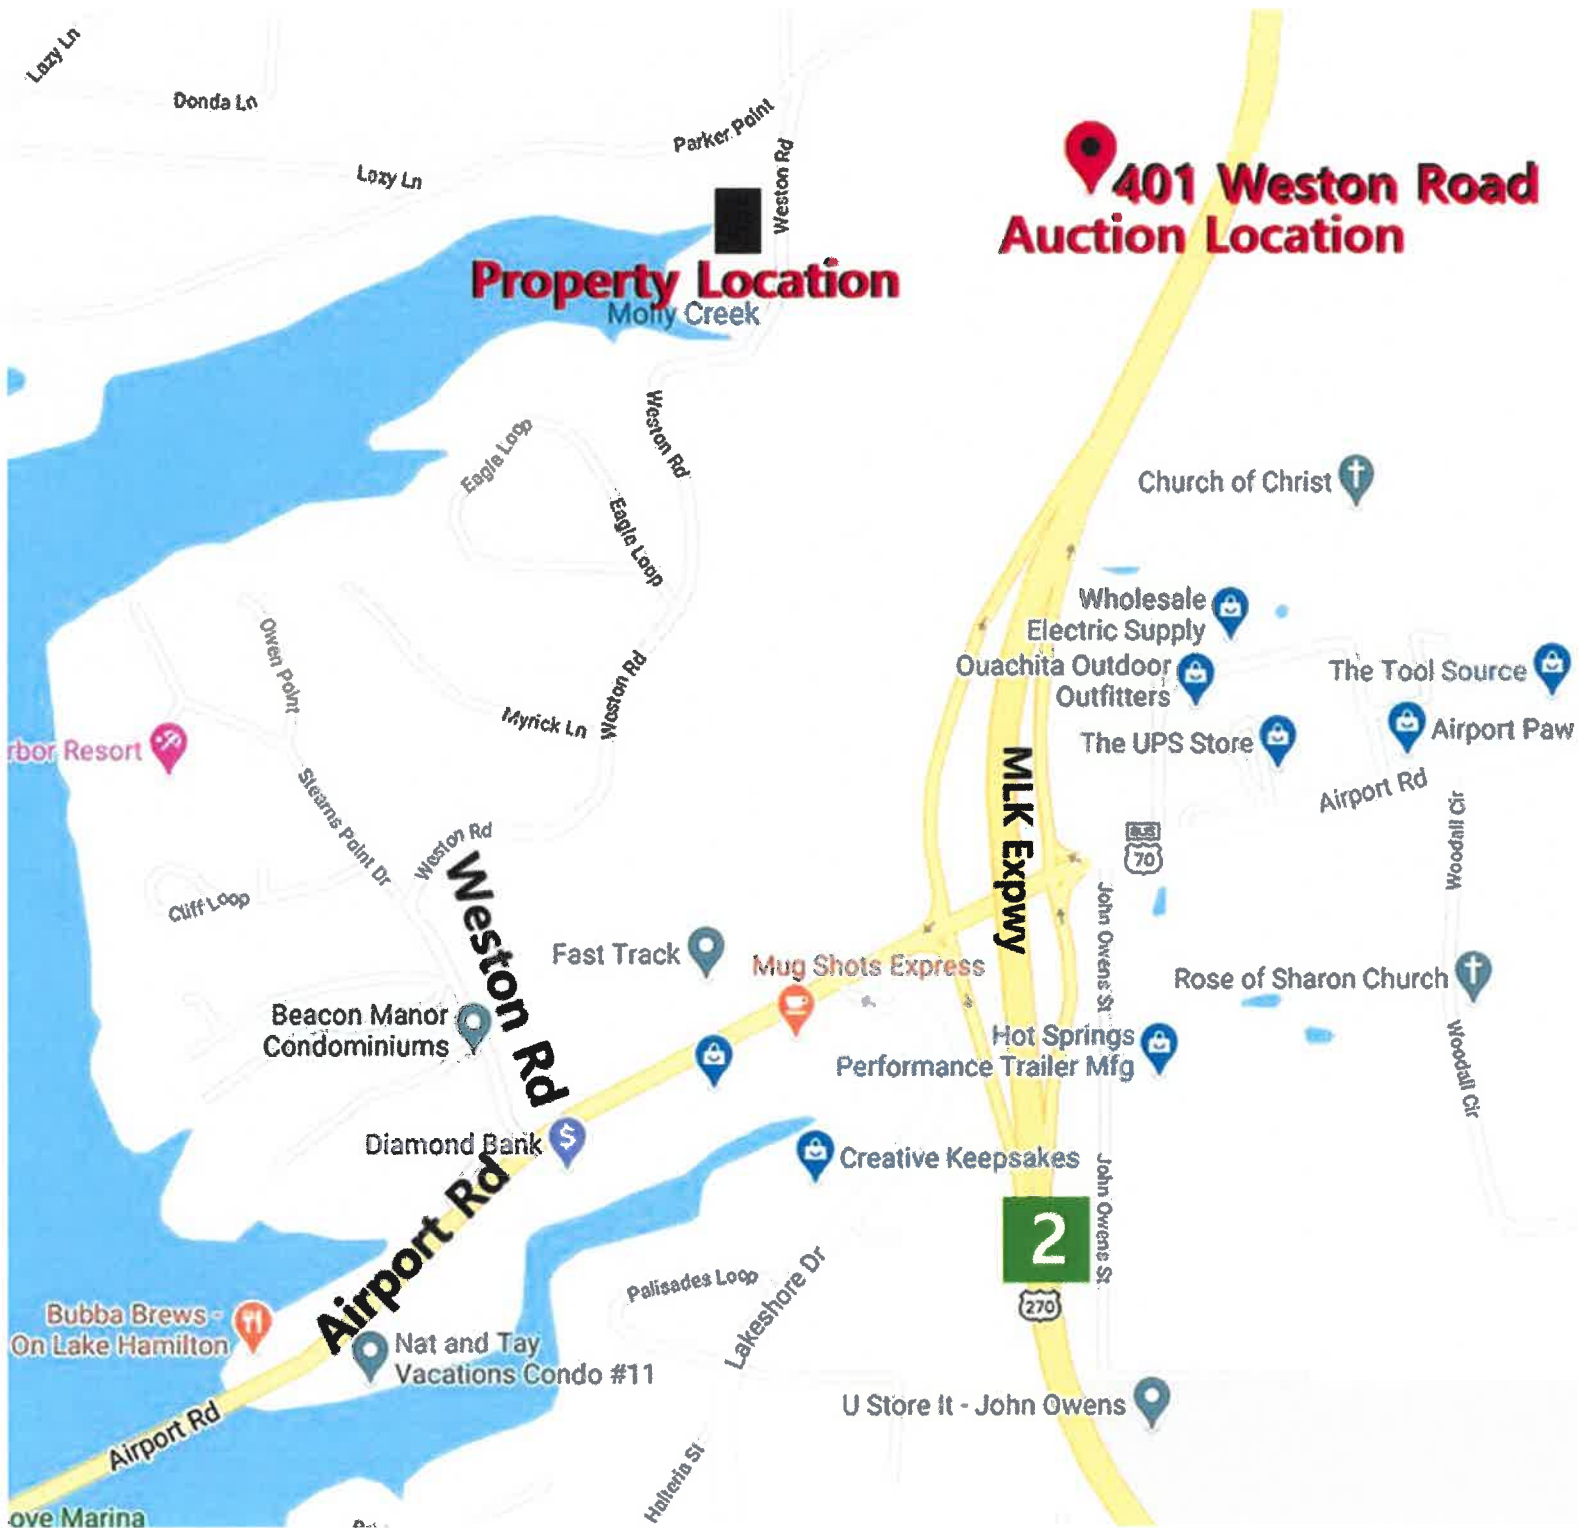 Lazy Ln
Donda Ln
Parker Point
Lazy Ln
Weston Rd
401 Weston Road
Auction Location
Property Location
Molly Creek
Weston Rd
Eagle Loop
Eagle Loop
Church of Christ
Wholesale
Electric Supply
Ouachita Outdoor
Outfitters
The Tool Source
Owen Point
Myrick Ln
Weston Rd
rbor Resort
The UPS Store
Airport Paw
Airport Rd
Stearns Point Dr
MLK Expwy
Weston Rd
BUS
70
Woodall Cir
Weston Rd
Cliff Loop
John Owens St
Fast Track
Mug Shots Express
Rose of Sharon Church
Beacon Manor
Condominiums
Hot Springs
Performance Trailer Mfg
Woodall Cir
Diamond Bank
$
Creative Keepsakes
Airport Rd
John Owens St
2
Palisades Loop
Lakeshore Dr
270
Bubba Brews -
On Lake Hamilton
Nat and Tay
Vacations Condo #11
U Store It - John Owens
Airport Rd
Halteria St
ove Marina